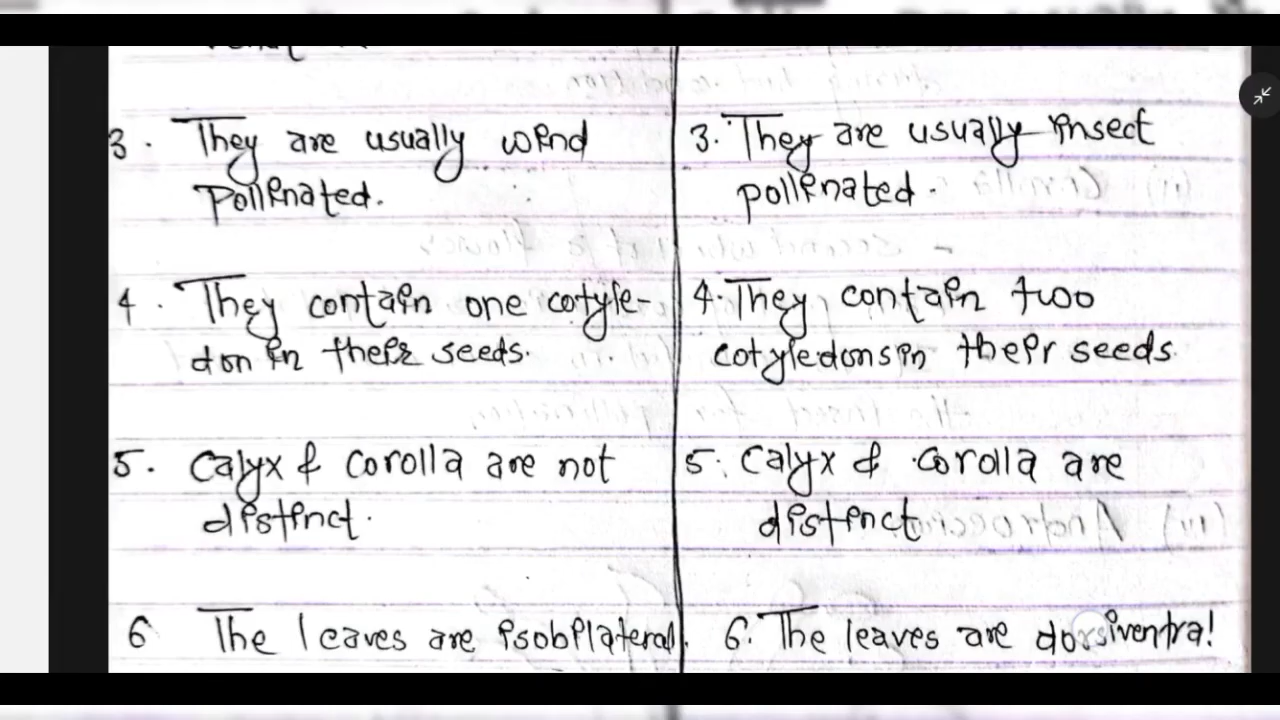 3. They are usually wind
Pollinated.
4. They contain one cotyle-
don in their seeds.
5. Calyx & corolla are not
distinct.
6 The leaves are isobilateral.
3. They are usually insect
pollinated.
4. They contain two
cotyledons in their seeds.
5. Calyx & corolla are
distinct
6. The leaves are dorsiventral